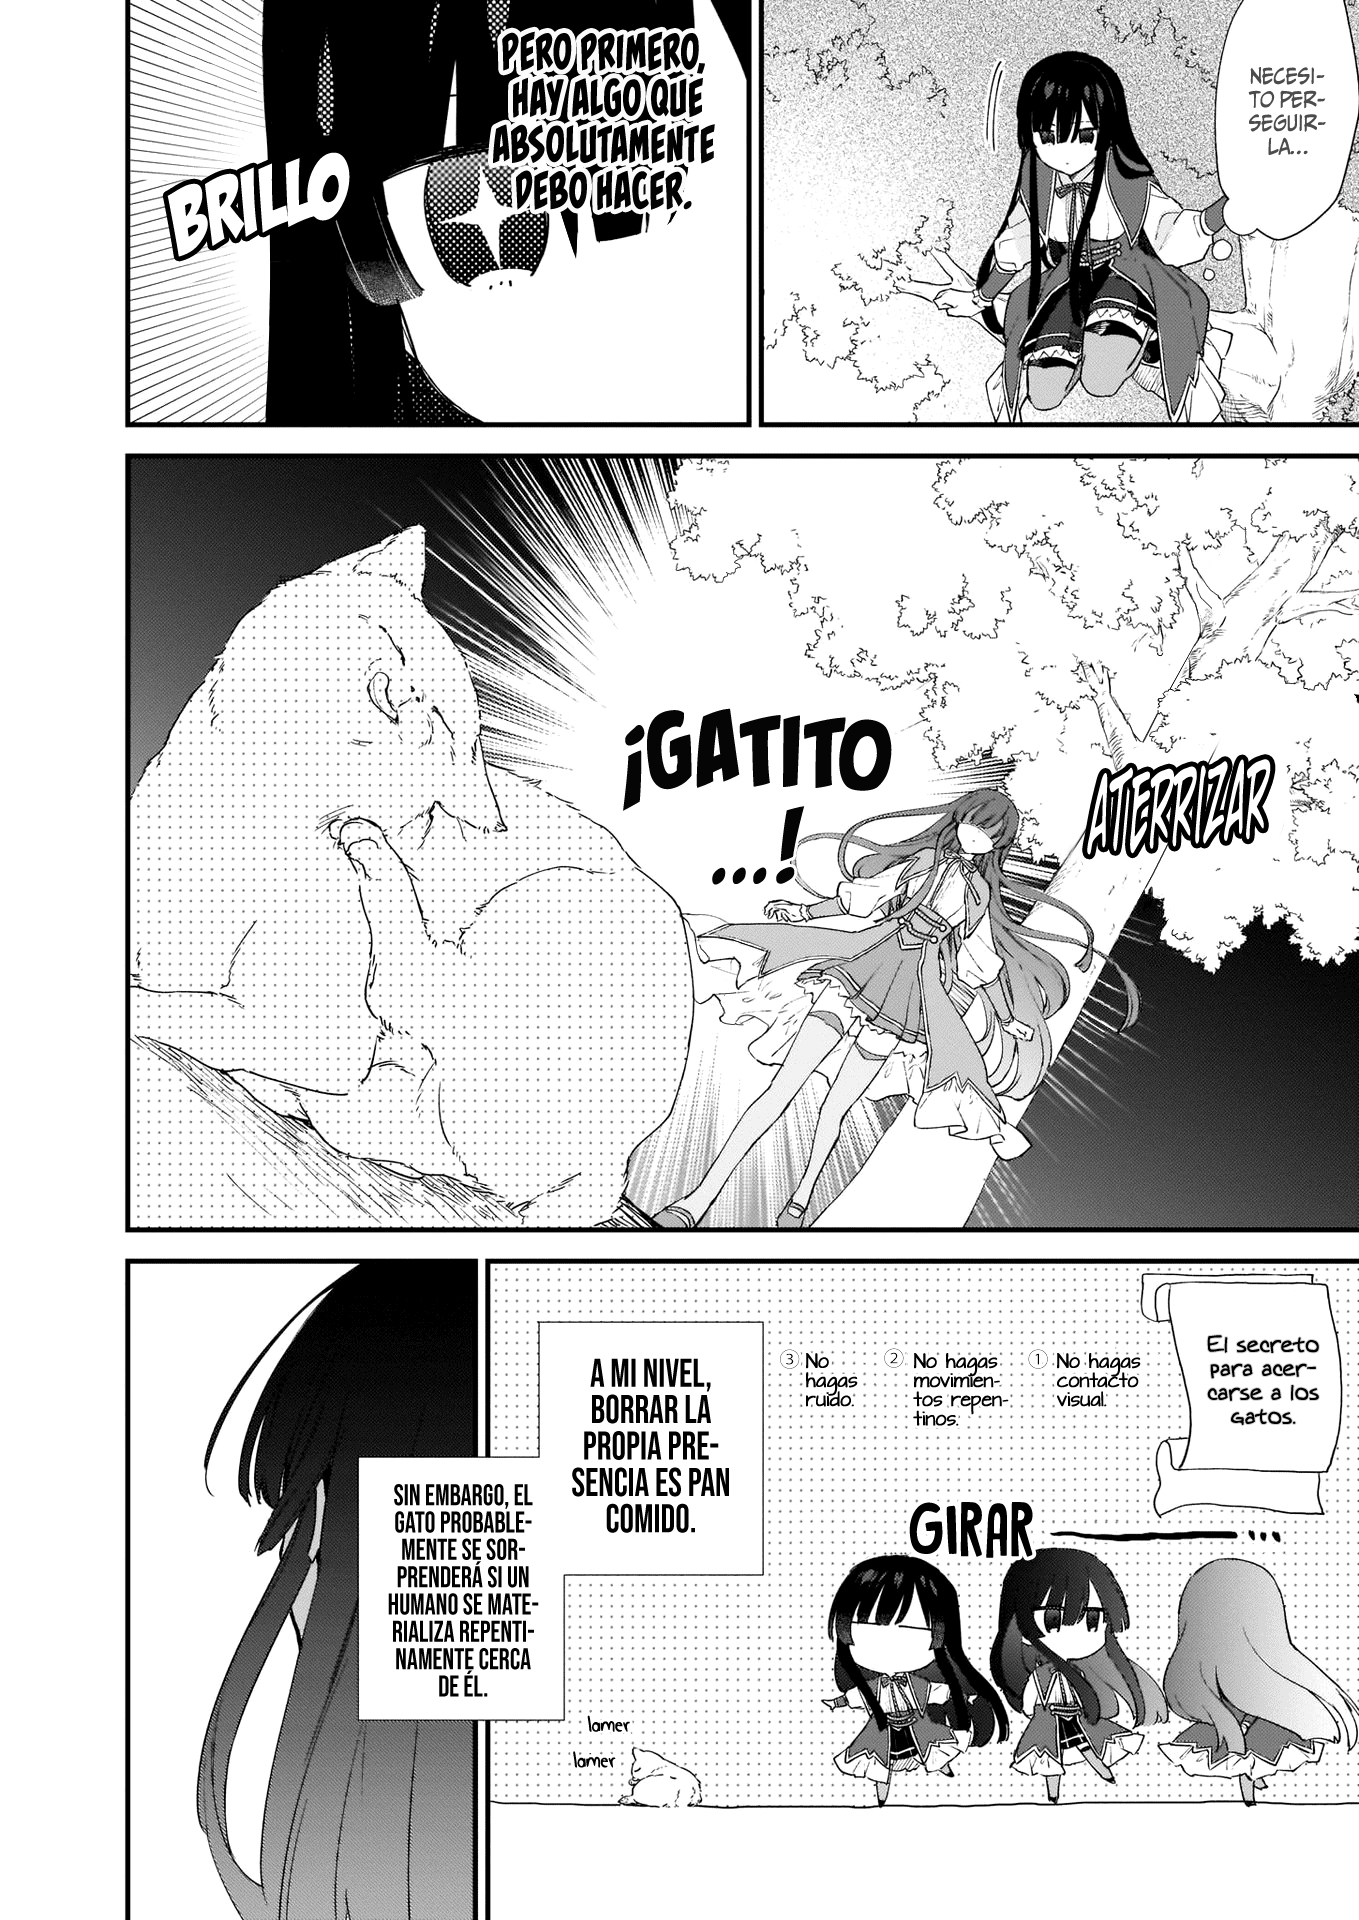 NECESI-
TO PER-
SEGUIR-
LA...
PERO PRIMERO,
HAY ALGO QUE
ABSOLUTAMENTE
DEBO HACER.
BRILLO
ATERRIZAR
¡GATITO
...!
El secreto
para acer-
carse a los
gatos.
① No hagas
contacto
visual.
② No hagas
movimien-
tos repen-
tinos.
③ No
hagas
ruido.
GIRAR
...
A MI NIVEL,
BORRAR LA
PROPIA PRE-
SENCIA ES PAN
COMIDO.
SIN EMBARGO, EL
GATO PROBABLE-
MENTE SE SOR-
PRENDERÁ SI UN
HUMANO SE MATE-
RIALIZA REPENTI-
NAMENTE CERCA
DE ÉL.
lamer
lamer